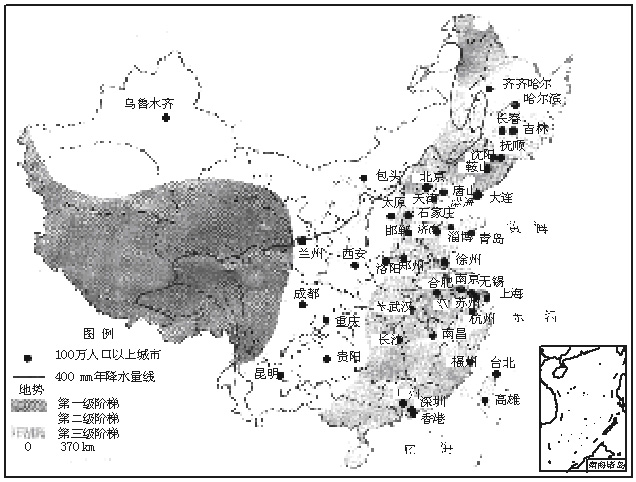 齐齐哈尔
哈尔滨
乌鲁木齐
长春
吉林
抚顺
沈阳
鞍山
包头
北京
唐山
大连
天津
太原
石家庄
邯郸
济南
淄博
青岛
兰州
西安
洛阳
郑州
徐州
合肥
南京
无锡
成都
苏州
上海
武汉
杭州
重庆
长沙
南昌
贵阳
昆明
福州
台北
深圳
香港
高雄
图 例
100万人口以上城市
400 mm年降水量线
地势
第一级阶梯
第二级阶梯
第三级阶梯
0 370 km
南海诸岛